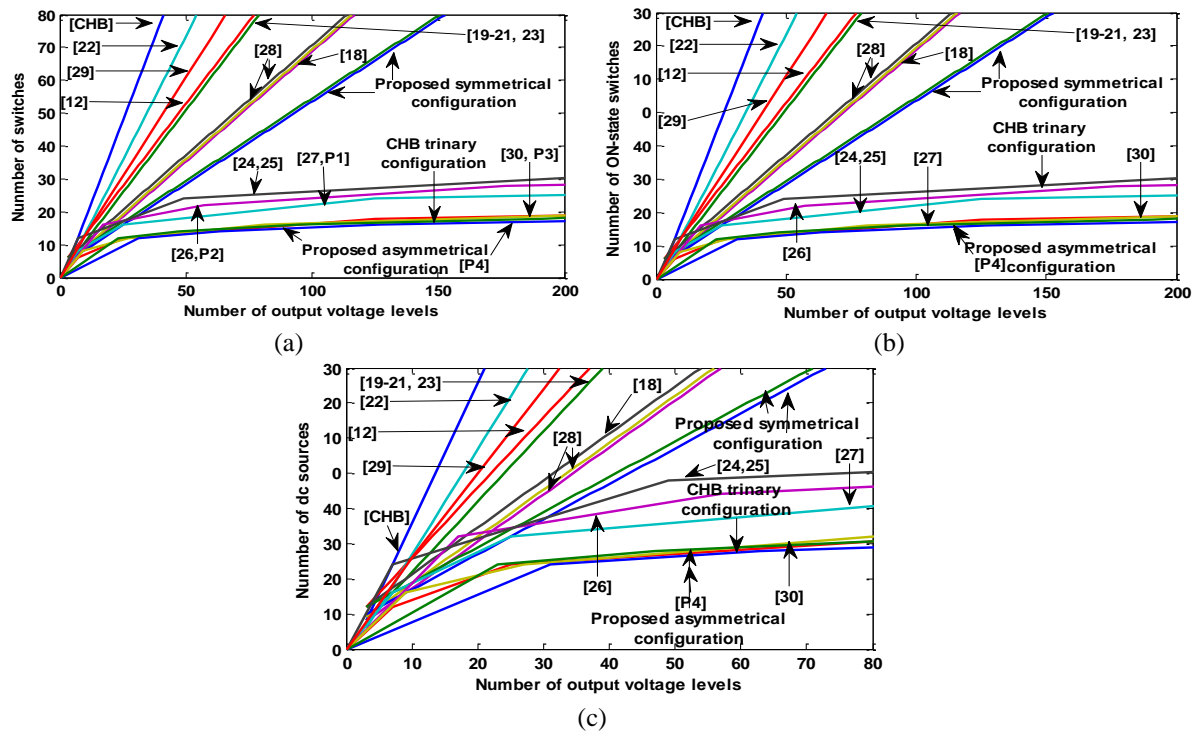 80
70
60
50
40
30
20
10
0
0
50
100
150
200
Nunmber of switches
Number of output voltage levels
[CHB]
[22]
[29]
[12]
[28]
[18]
[19-21, 23]
Proposed symmetrical
configuration
CHB trinary
configuration
[24,25]
[27,P1]
[30, P3]
[26,P2]
Proposed asymmetrical
configuration
[P4]
(a)
30
20
10
0
50
40
30
20
10
0
0
50
100
150
200
Nunmber of ON-state switches
Number of output voltage levels
[CHB]
[22]
[12]
[29]
[28]
[18]
[19-21, 23]
Proposed symmetrical
configuration
CHB trinary
configuration
[24,25]
[27]
[30]
[26]
Proposed asymmetrical
[P4]
configuration
(b)
30
20
10
0
50
40
30
20
10
0
0
10
20
30
40
50
60
70
80
Nunmber of dc sources
Number of output voltage levels
[19-21, 23]
[22]
[12]
[29]
[CHB]
[18]
[28]
Proposed symmetrical
configuration
[24,25]
[27]
CHB trinary
configuration
[26]
[P4]
[30]
Proposed asymmetrical
configuration
(c)